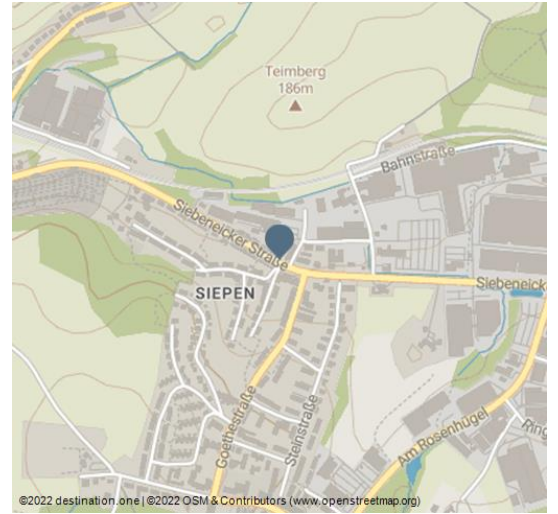 Teimberg
186m
Bahnstraße
Siebeneicker Straße
Siebeneick
SIEPEN
Goethestraße
Steinstraße
Am Rosenhügel
Ring
©2022 destination.one | ©2022 OSM & Contributors (www.openstreetmap.org)